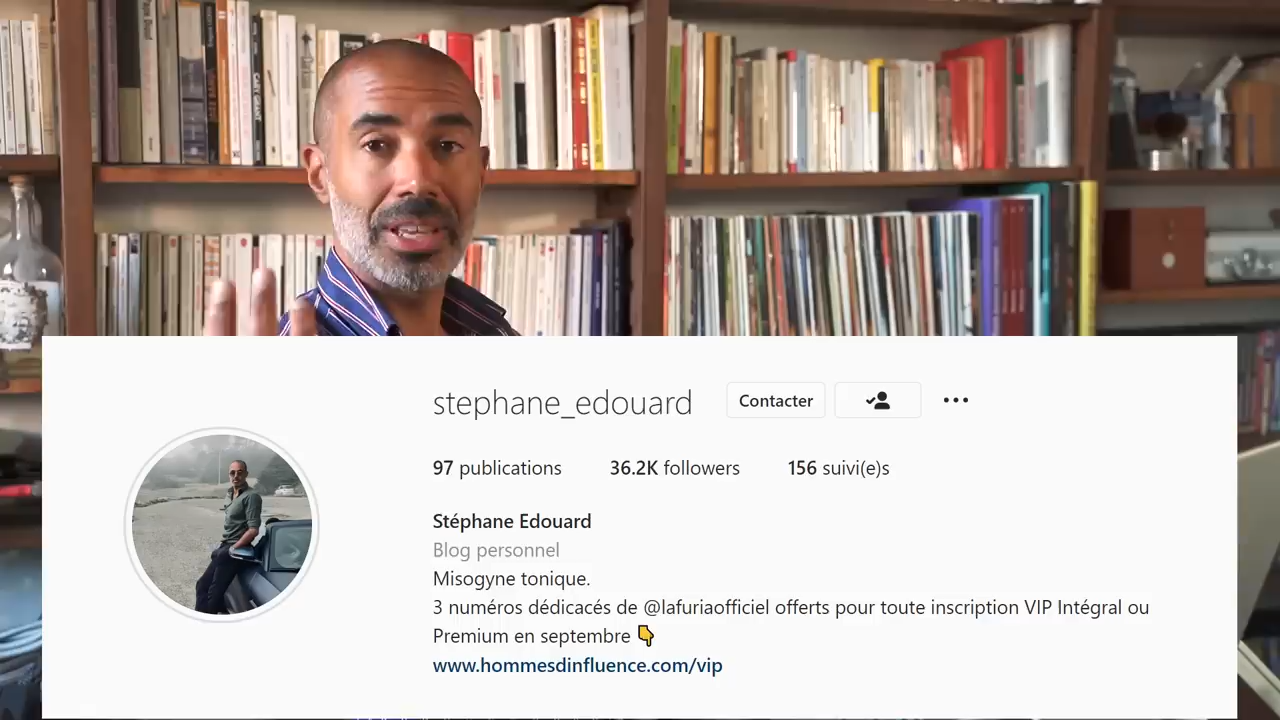 stephane_edouard
Contacter
97 publications
36.2K followers
156 suivi(e)s
Stéphane Edouard
Blog personnel
Misogyne tonique.
3 numéros dédicacés de @lafuriaofficiel offerts pour toute inscription VIP Intégral ou
Premium en septembre 👇
www.hommesdinfluence.com/vip